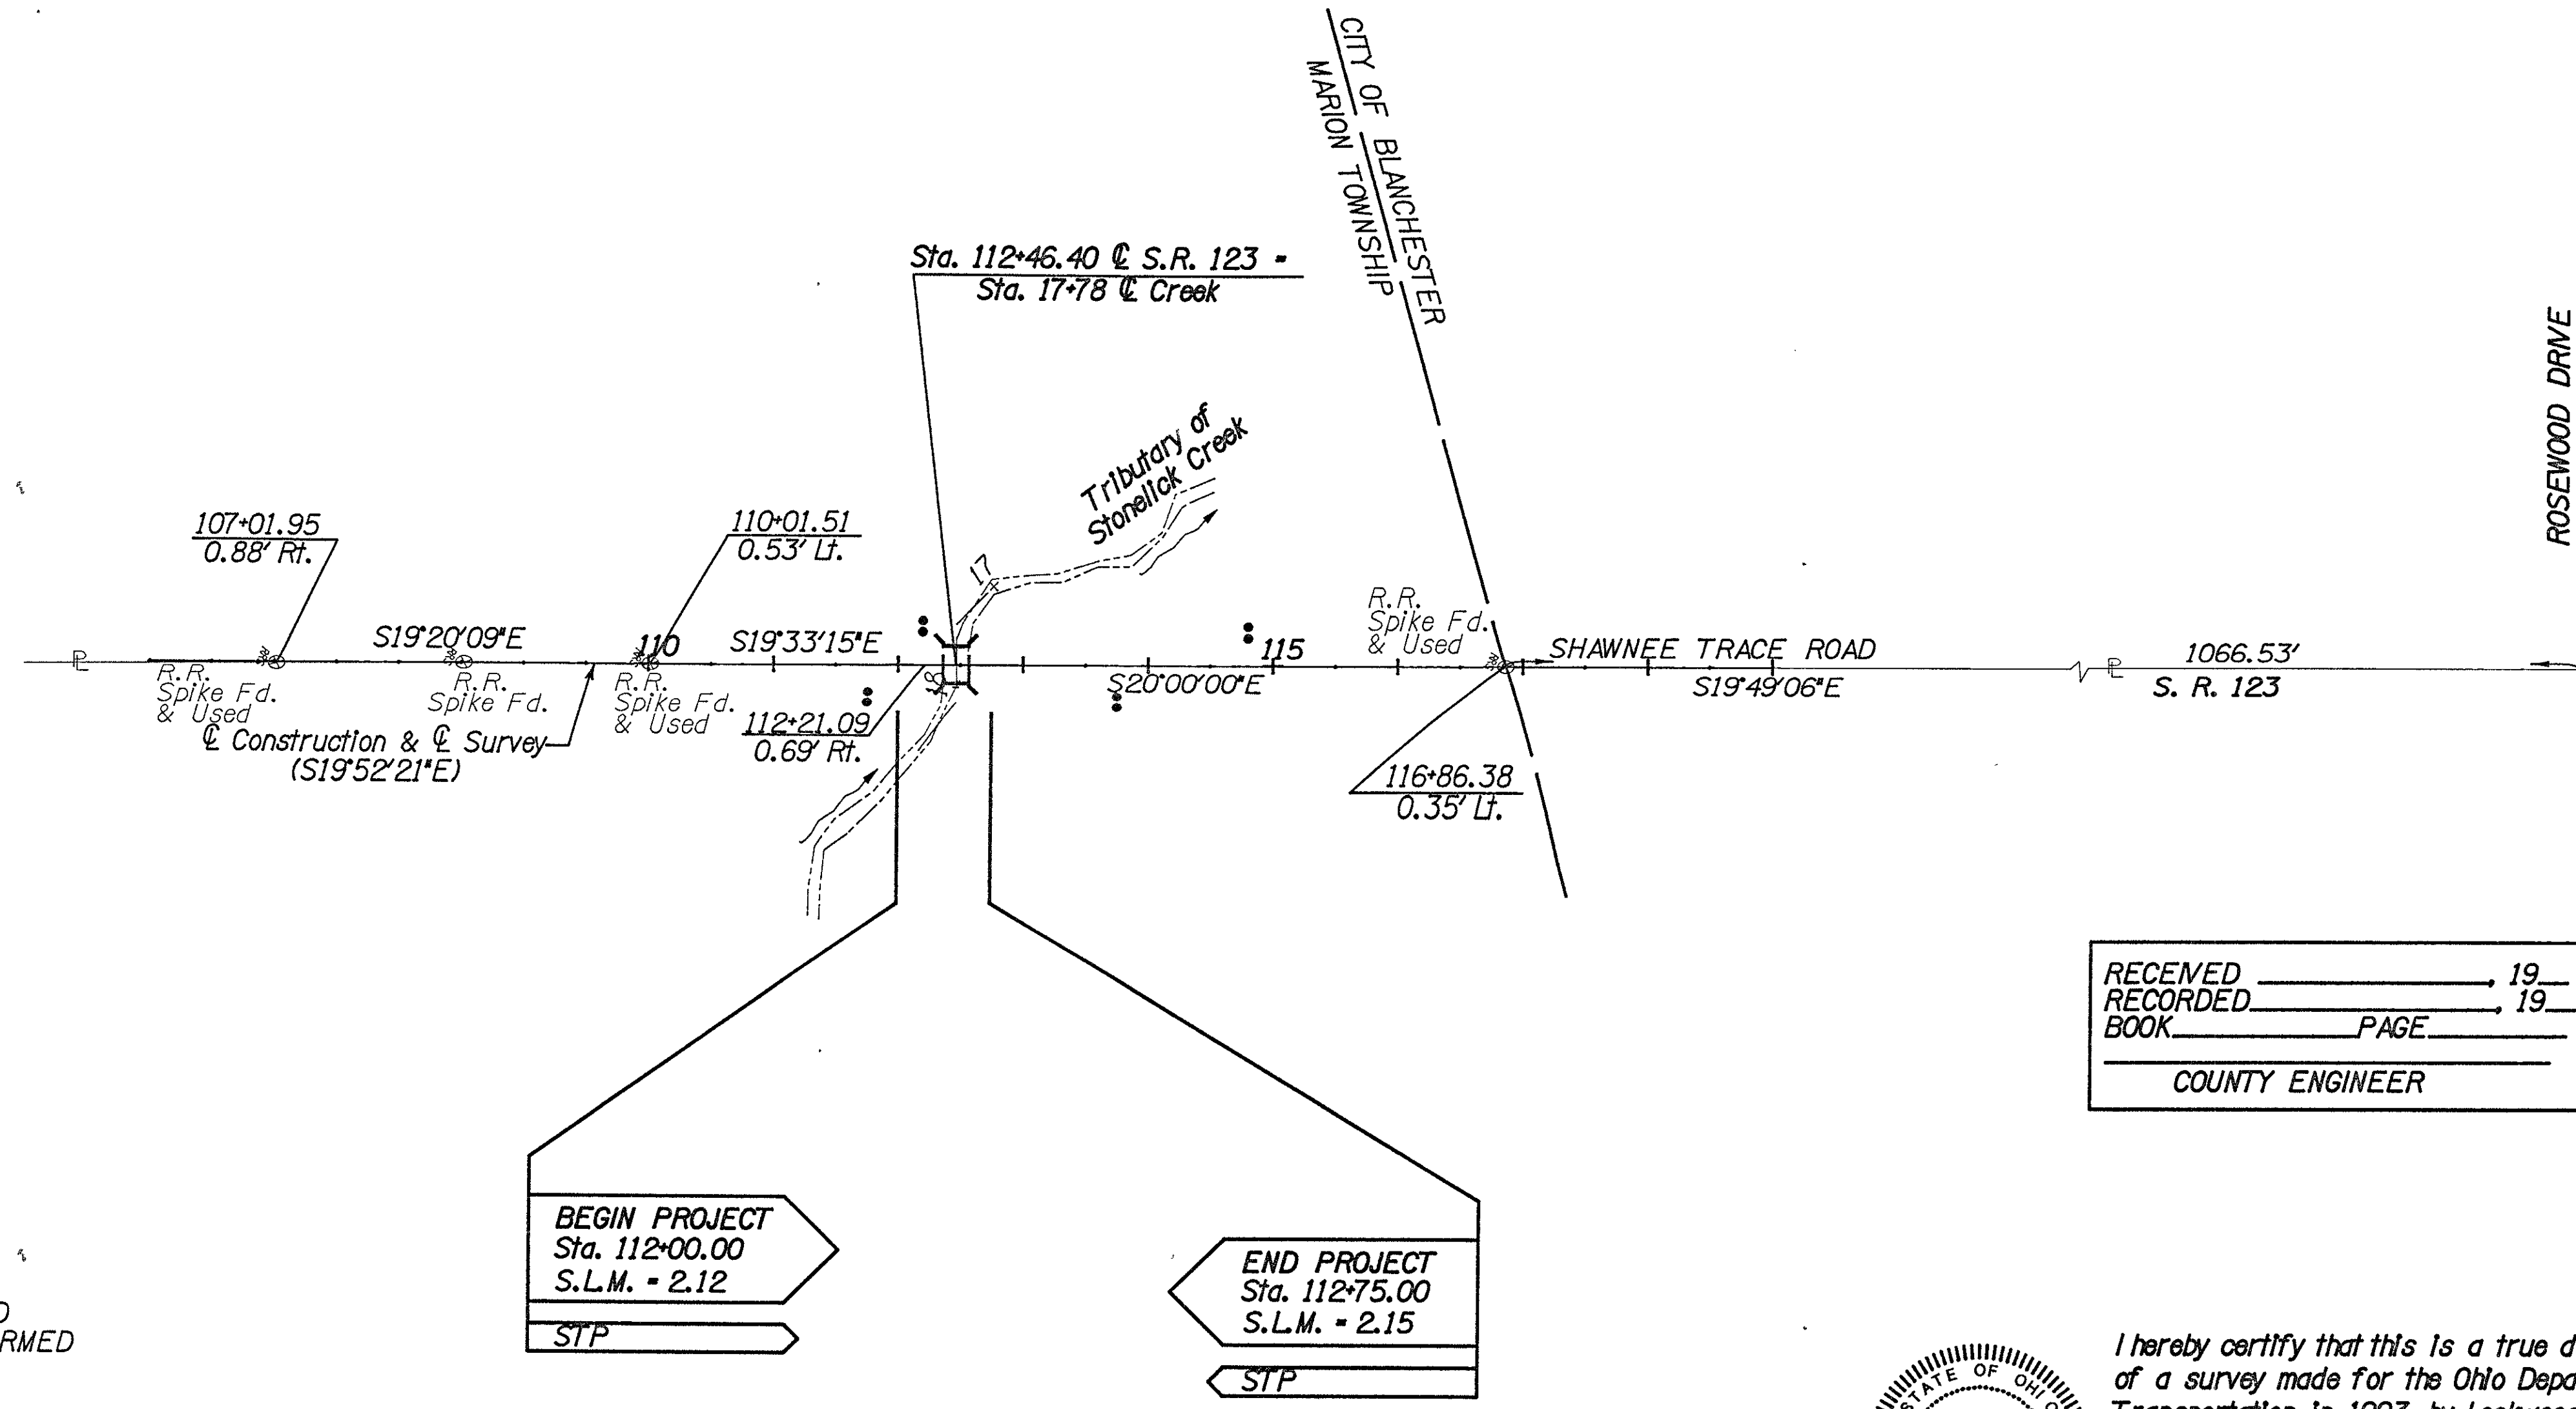 CITY OF BLANCHESTER
MARION TOWNSHIP
Sta. 112+46.40 ℄ S.R. 123 =
Sta. 17+78 ℄ Creek
ROSEWOOD DRIVE
Tributary of
Stonelick Creek
107+01.95
0.88' Rt.
110+01.51
0.53' Lt.
17
R.R.
Spike Fd.
& Used
S19°20'09"E
110
S19°33'15"E
115
SHAWNEE TRACE ROAD
1066.53'
R.R.
Spike Fd.
& Used
R.R.
Spike Fd.
R.R.
Spike Fd.
& Used
18
S20°00'00"E
S19°49'06"E
S. R. 123
℄ Construction & ℄ Survey
(S19°52'21"E)
112+21.09
0.69' Rt.
116+86.38
0.35' Lt.
RECEIVED , 19
RECORDED , 19
BOOK PAGE
COUNTY ENGINEER
BEGIN PROJECT
Sta. 112+00.00
S.L.M. = 2.12
STP
END PROJECT
Sta. 112+75.00
S.L.M. = 2.15
STP
RMED
STATE OF OHIO
I hereby certify that this is a true d
of a survey made for the Ohio Depa